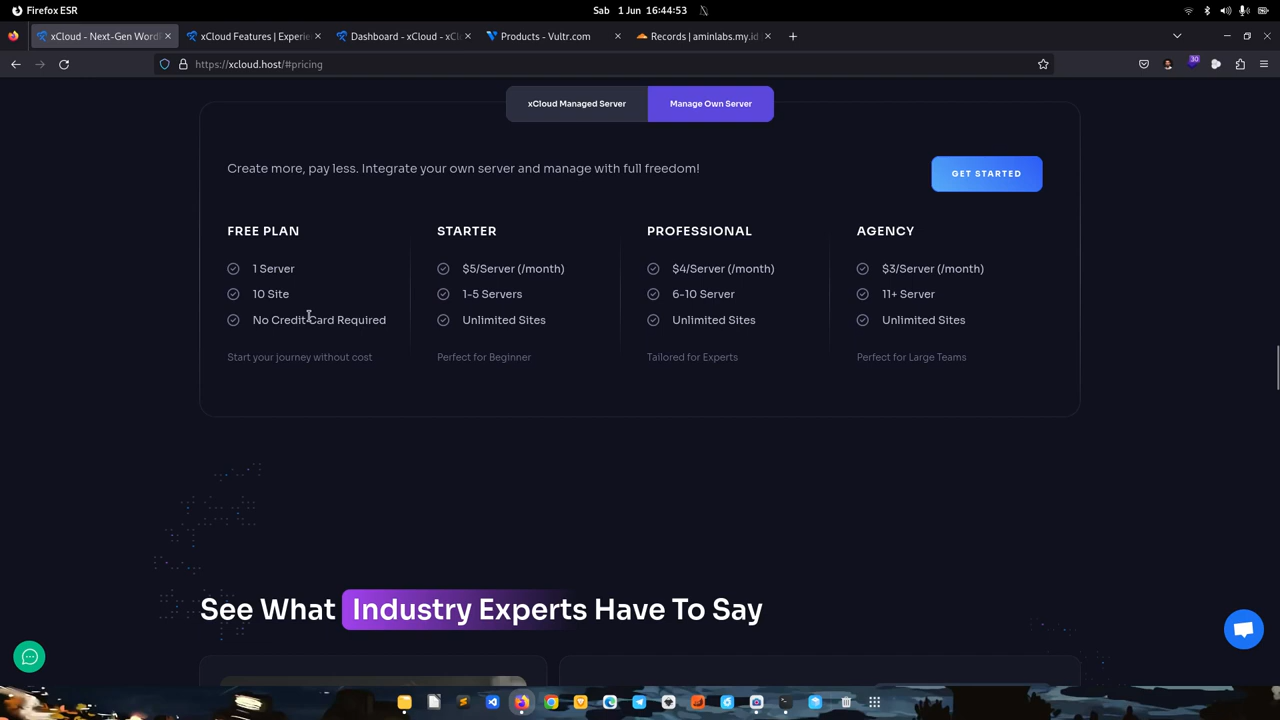 Firefox ESR
Sab 1 Jun 16:44:53
xCloud - Next-Gen Word
xCloud Features | Experie
Dashboard - xCloud - xCl
Products - Vultr.com
Records | aminlabs.my.id
https://xcloud.host/#pricing
30
xCloud Managed Server
Manage Own Server
Create more, pay less. Integrate your own server and manage with full freedom!
GET STARTED
FREE PLAN
1 Server
10 Site
No Credit Card Required
Start your journey without cost
STARTER
$5/Server (/month)
1-5 Servers
Unlimited Sites
Perfect for Beginner
PROFESSIONAL
$4/Server (/month)
6-10 Server
Unlimited Sites
Tailored for Experts
AGENCY
$3/Server (/month)
11+ Server
Unlimited Sites
Perfect for Large Teams
See What Industry Experts Have To Say